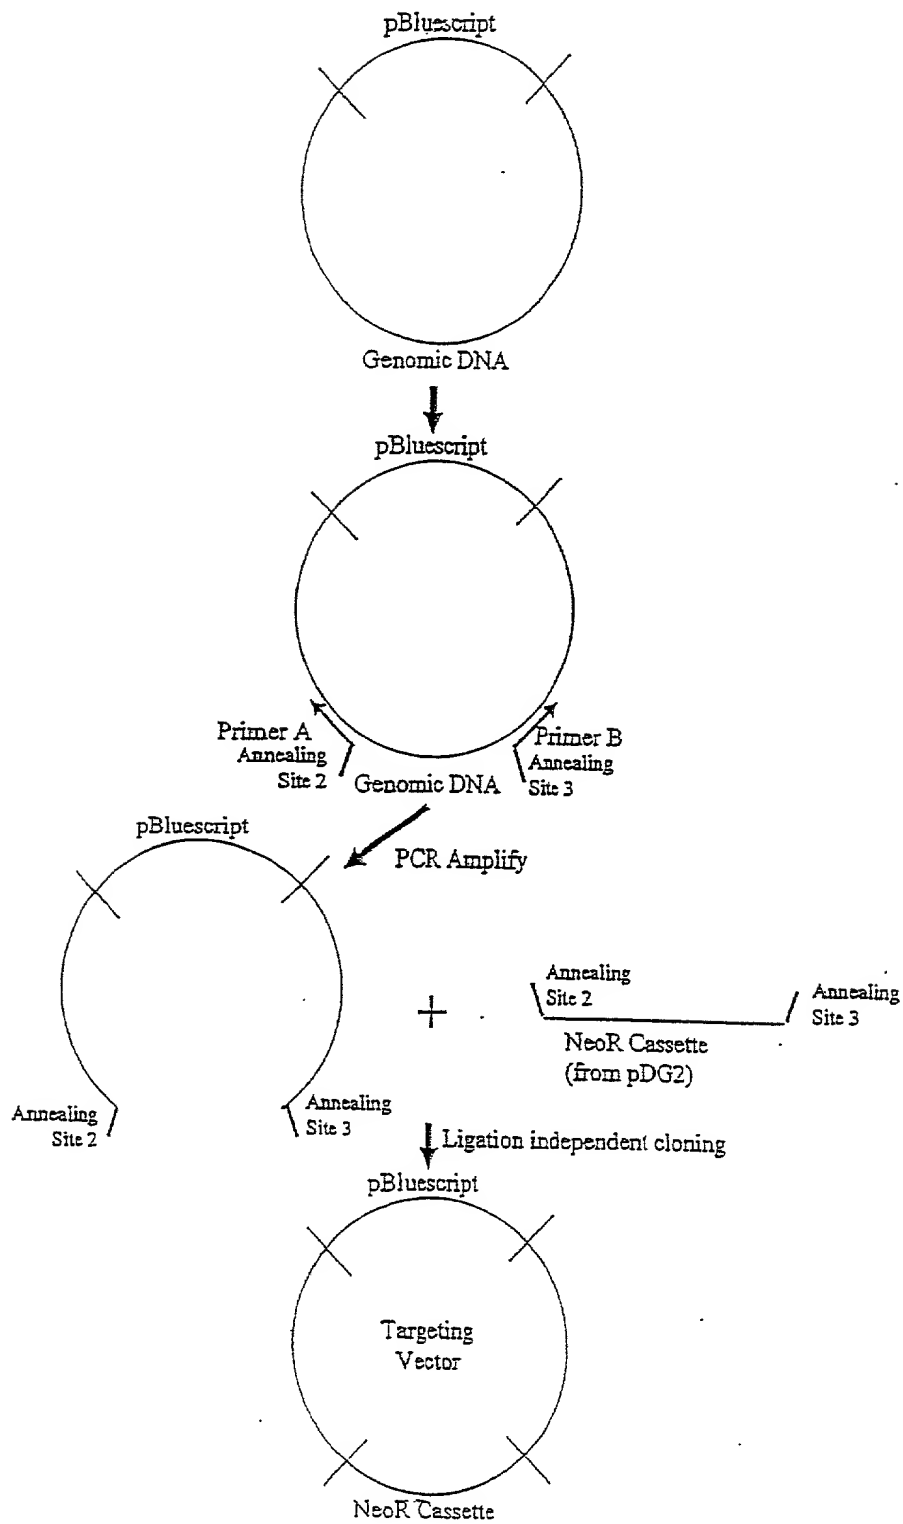 pBluescript
Genomic DNA
pBluescript
Primer A
Annealing
Site 2
Primer B
Annealing
Site 3
Genomic DNA
PCR Amplify
pBluescript
Annealing
Site 2
Annealing
Site 3
+
Annealing
Site 2
Annealing
Site 3
NeoR Cassette
(from pDG2)
Ligation independent cloning
pBluescript
Targeting
Vector
NeoR Cassette